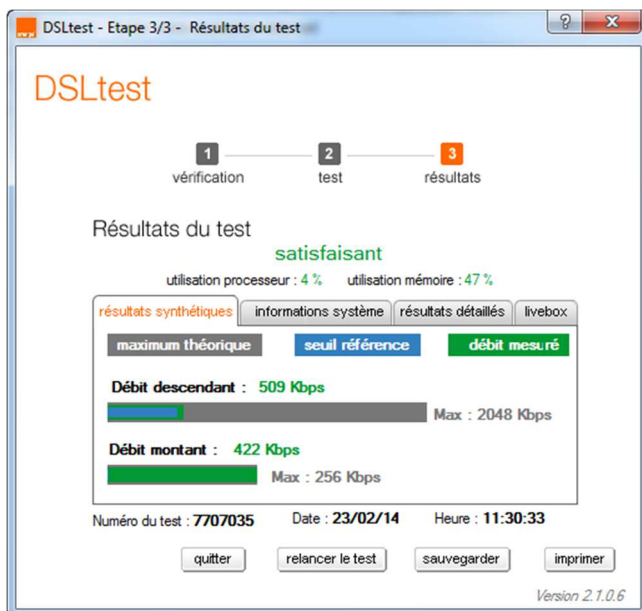 DSLtest - Etape 3/3 - Résultats du test
DSLtest
1 2 3
vérification test résultats
Résultats du test
satisfaisant
utilisation processeur : 4 % utilisation mémoire : 47 %
résultats synthétiques informations système résultats détaillés livebox
maximum théorique seuil référence débit mesuré
Débit descendant : 509 Kbps
Max : 2048 Kbps
Débit montant : 422 Kbps
Max : 256 Kbps
Numéro du test : 7707035 Date : 23/02/14 Heure : 11:30:33
quitter relancer le test sauvegarder imprimer
Version 2.1.0.6